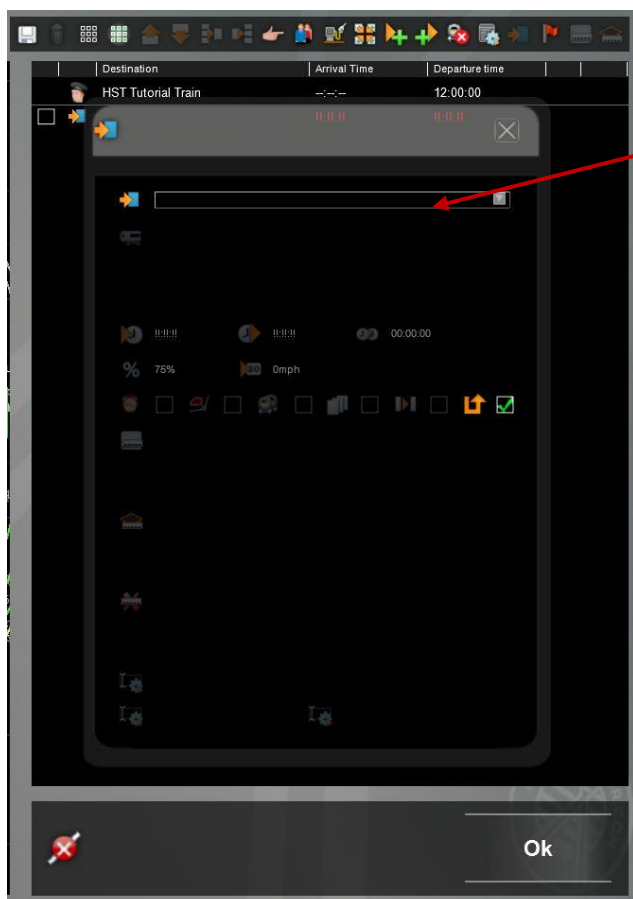 Destination Arrival Time Departure time
HST Tutorial Train --:--:-- 12:00:00
!!:!!:!! !!:!!:!!
!!:!!:!! !!:!!:!! 00:00:00
% 75% 0mph
Ok